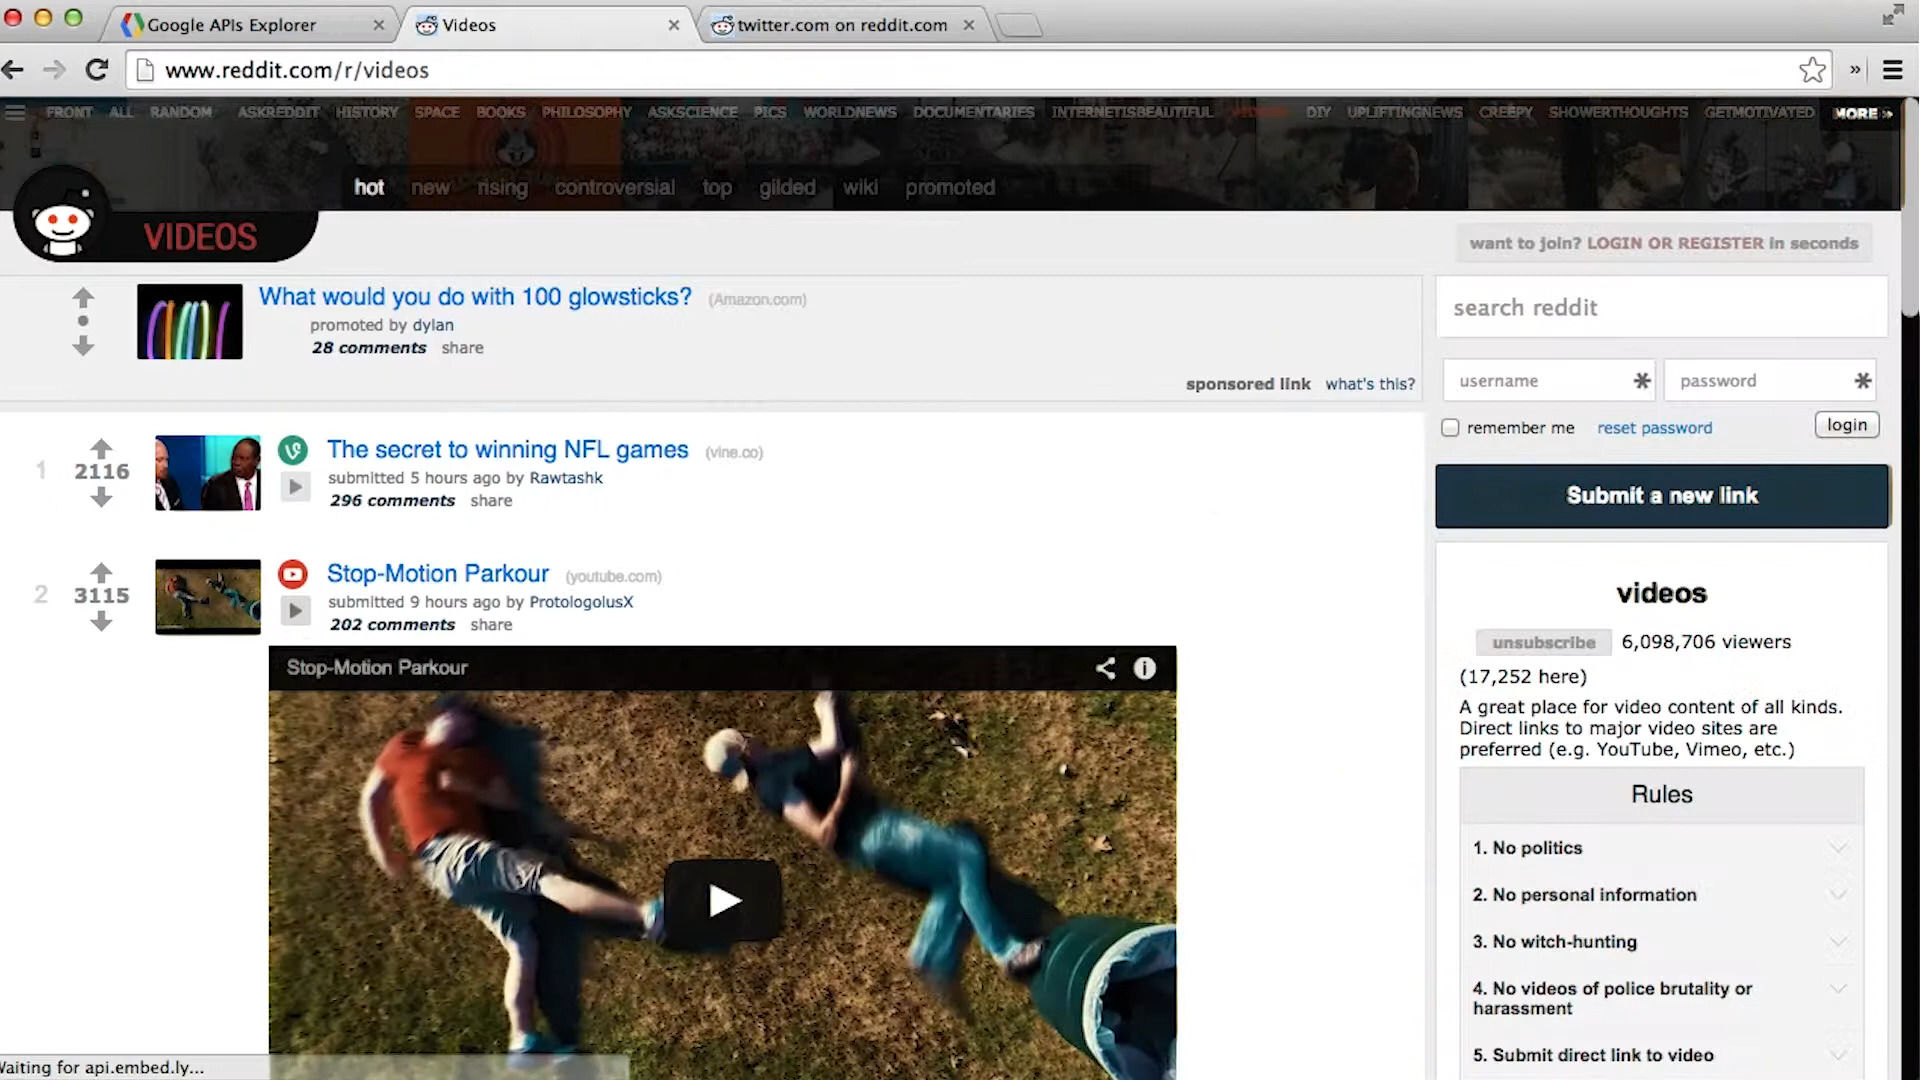 Google APIs Explorer
Videos
twitter.com on reddit.com
www.reddit.com/r/videos
FRONT ALL RANDOM ASKREDDIT HISTORY SPACE BOOKS PHILOSOPHY ASKSCIENCE PICS WORLDNEWS DOCUMENTARIES INTERNETISBEAUTIFUL VIDEOS DIY UPLIFTINGNEWS CREEPY SHOWERTHOUGHTS GETMOTIVATED MORE »
hot new rising controversial top gilded wiki promoted
VIDEOS
want to join? LOGIN OR REGISTER in seconds
What would you do with 100 glowsticks? (Amazon.com)
promoted by dylan
28 comments share
sponsored link what's this?
1
2116
The secret to winning NFL games (vine.co)
submitted 5 hours ago by Rawtashk
296 comments share
2
3115
Stop-Motion Parkour (youtube.com)
submitted 9 hours ago by ProtologolusX
202 comments share
Stop-Motion Parkour
search reddit
username * password *
remember me reset password login
Submit a new link
videos
unsubscribe 6,098,706 viewers
(17,252 here)
A great place for video content of all kinds.
Direct links to major video sites are
preferred (e.g. YouTube, Vimeo, etc.)
Rules
1. No politics
2. No personal information
3. No witch-hunting
4. No videos of police brutality or
harassment
5. Submit direct link to video
Waiting for api.embed.ly...